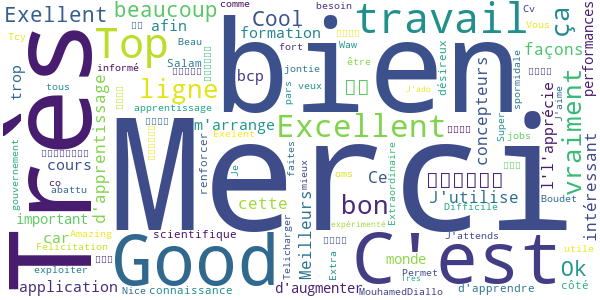 comme
besoin
Cv
Exellent
beaucoup
Cool
travail
ça
Tcy
afin
formation
Waw
Vous
Beau
fort
façons
Top
Salam
jontie
être
informé
bcp
désireux
performances
trop
tous
ligne
pars
veux
J'ado
concepteurs
spormidale
J'aime
Très
bien
apprentissage
m'arrange
Excellent
Super
jobs
l'l'apprécie
vraiment
gouvernement
cours
d'apprentissage
renforcer
Exelent
Je
faites
mieux
Ce
co
abattu
Merci
oms
Extraordinaire
J'utilise
Difficile
Boudet
intéressant
important
cette
bon
Amazing
car
scientifique
Telicharger
Meilleurs
expérimenté
J'attends
Felicitation
Good
Extra
monde
C'est
utile
exploiter
Permet
Ok
application
Nice
connaissance
d'augmenter
MouhamedDiallo
Très
d'apprendre
côté